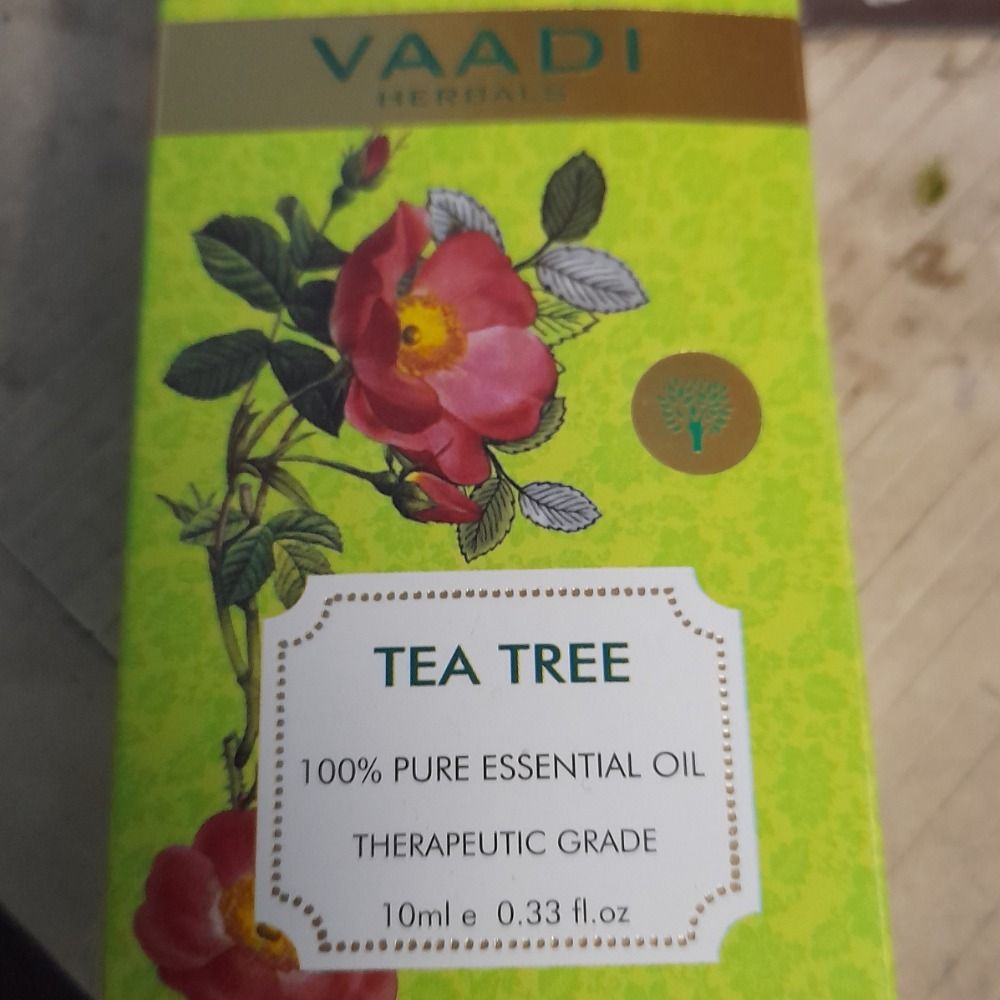 VAADI
HERBALS
TEA TREE
100% PURE ESSENTIAL OIL
THERAPEUTIC GRADE
10ml e 0.33 fl.oz